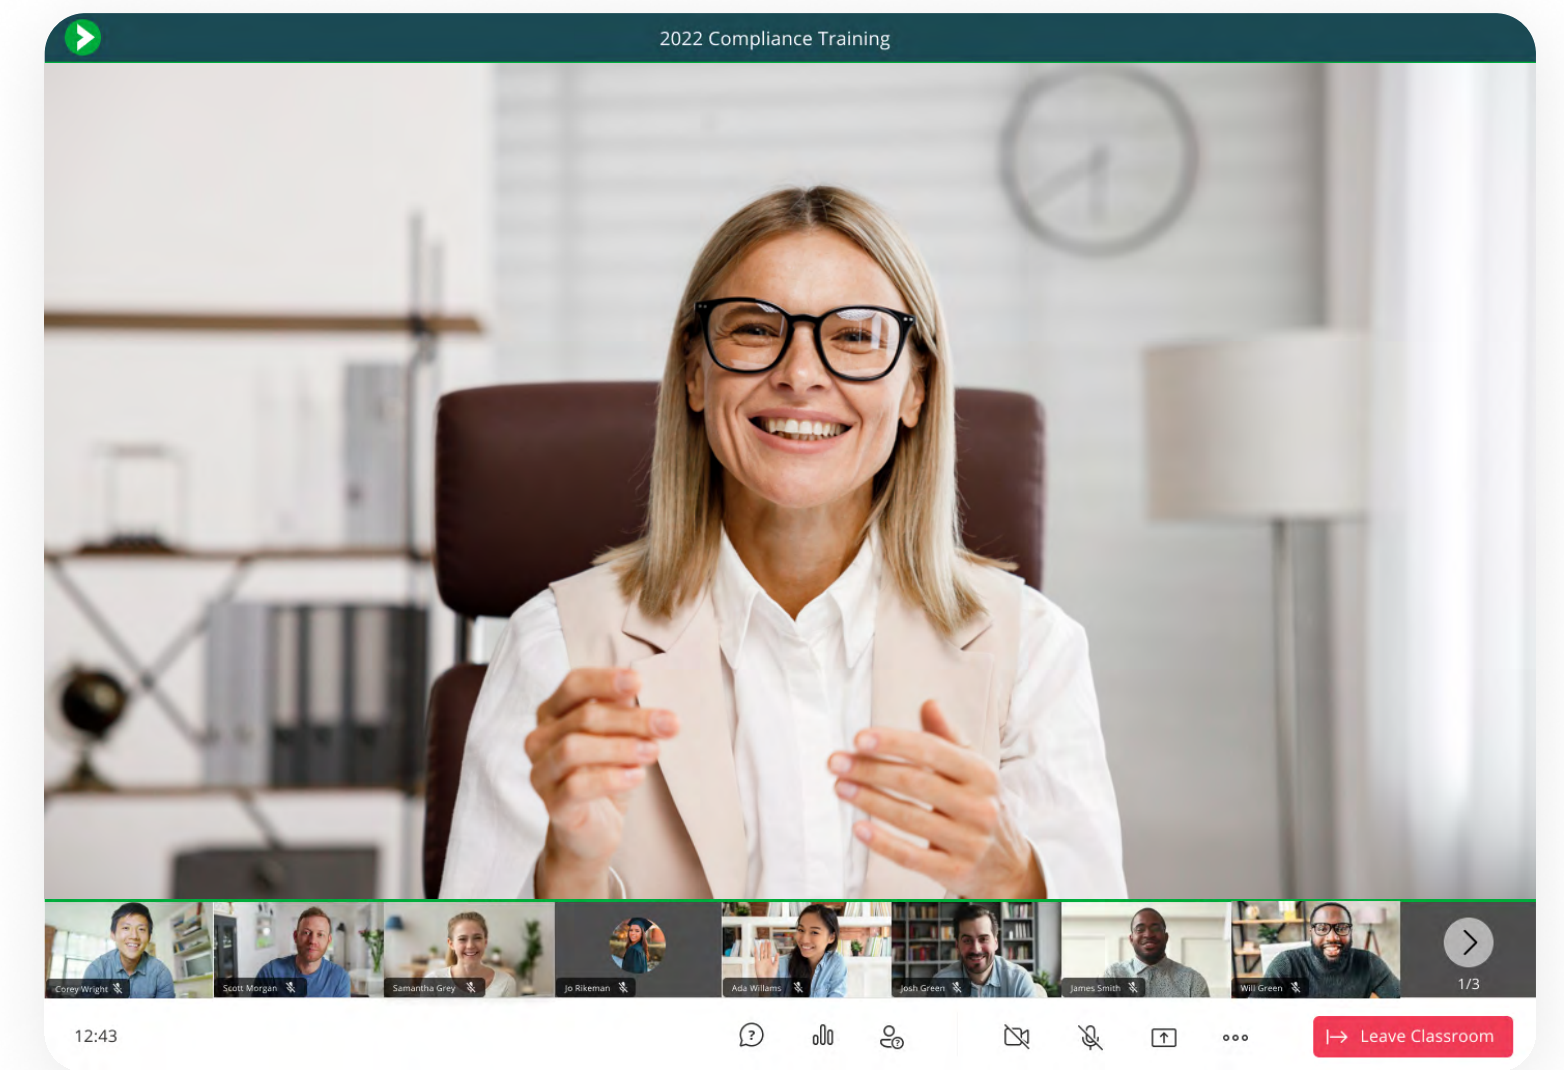 2022 Compliance Training
Corey Wright
Scott Morgan
Samantha Grey
Jo Rikeman
Ada Willams
Josh Green
James Smith
Will Green
1/3
12:43
Leave Classroom